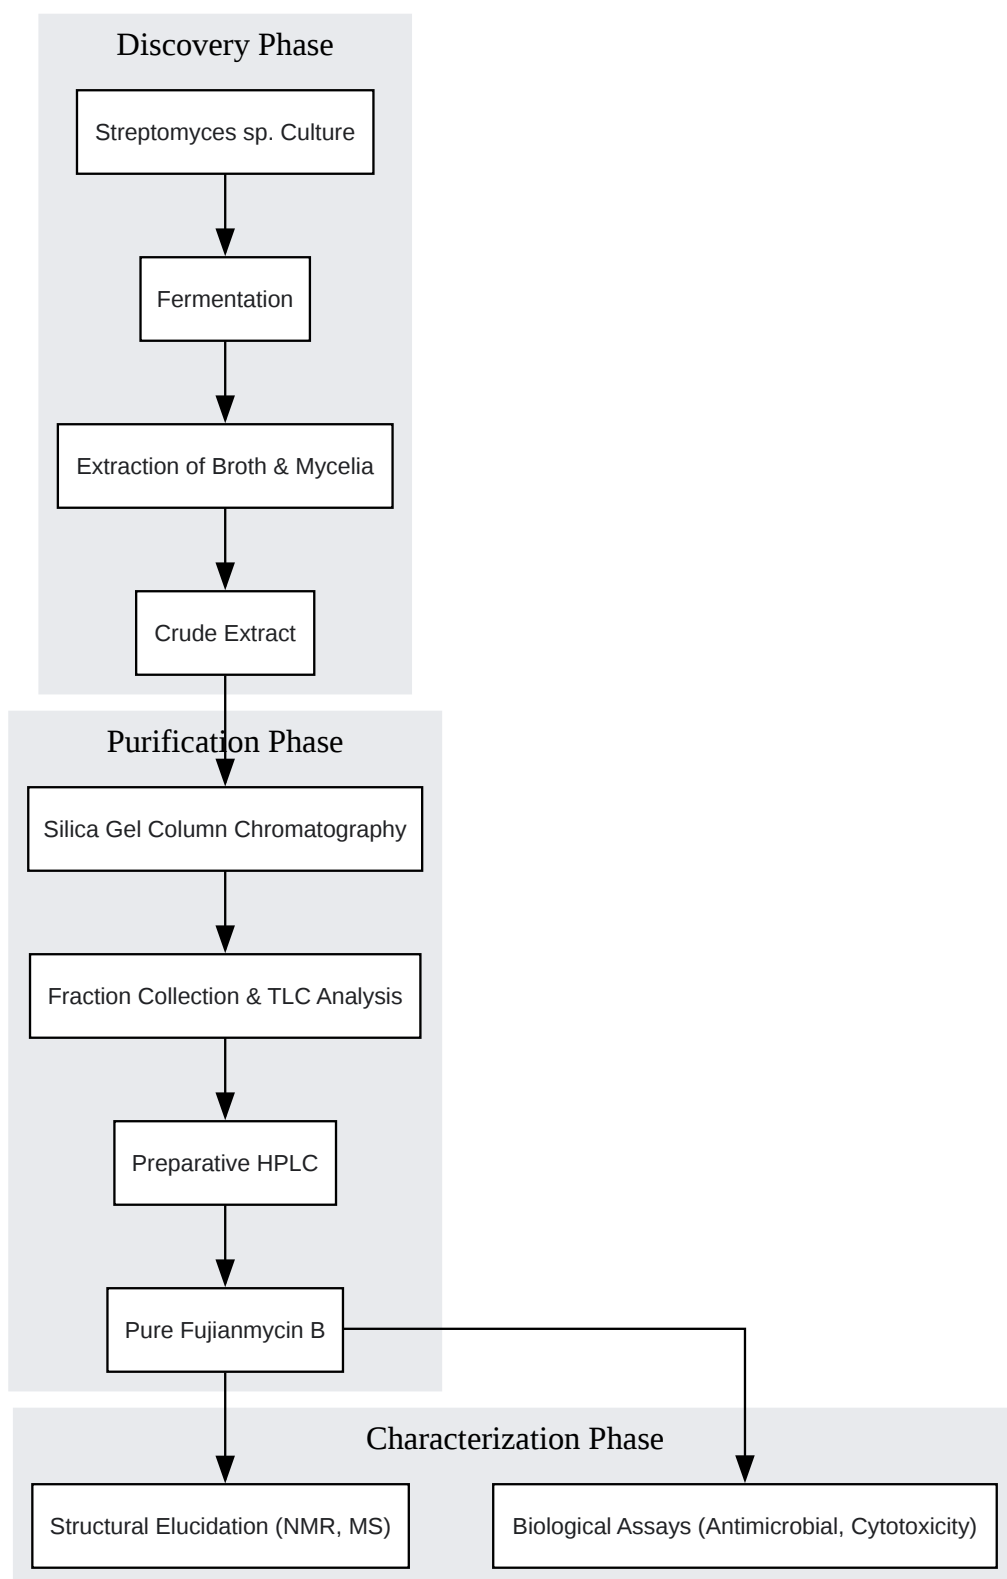 Discovery Phase
Streptomyces sp. Culture
Fermentation
Extraction of Broth & Mycelia
Crude Extract
Purification Phase
Silica Gel Column Chromatography
Fraction Collection & TLC Analysis
Preparative HPLC
Pure Fujianmycin B
Characterization Phase
Structural Elucidation (NMR, MS)
Biological Assays (Antimicrobial, Cytotoxicity)